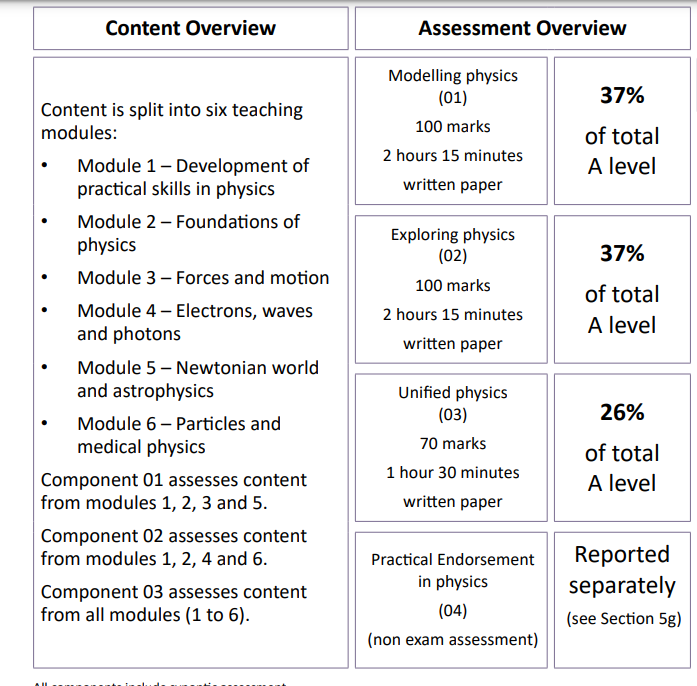 Content Overview
Assessment Overview
Content is split into six teaching
modules:
• Module 1 – Development of
practical skills in physics
• Module 2 – Foundations of
physics
• Module 3 – Forces and motion
• Module 4 – Electrons, waves
and photons
• Module 5 – Newtonian world
and astrophysics
• Module 6 – Particles and
medical physics
Component 01 assesses content
from modules 1, 2, 3 and 5.
Component 02 assesses content
from modules 1, 2, 4 and 6.
Component 03 assesses content
from all modules (1 to 6).
Modelling physics
(01)
100 marks
2 hours 15 minutes
written paper
37%
of total
A level
Exploring physics
(02)
100 marks
2 hours 15 minutes
written paper
37%
of total
A level
Unified physics
(03)
70 marks
1 hour 30 minutes
written paper
26%
of total
A level
Practical Endorsement
in physics
(04)
(non exam assessment)
Reported
separately
(see Section 5g)
All components include synoptic assessment